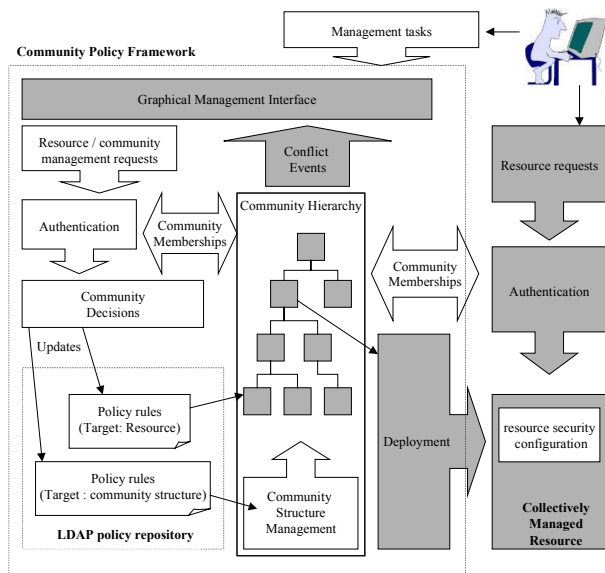 Management tasks
Community Policy Framework
Graphical Management Interface
Resource / community
management requests
Conflict
Events
Resource requests
Community Hierarchy
Authentication
Community
Memberships
Community
Memberships
Authentication
Community
Decisions
Updates
Policy rules
(Target: Resource)
Deployment
resource security
configuration
Policy rules
(Target : community structure)
Community
Structure
Management
Collectively
Managed
Resource
LDAP policy repository